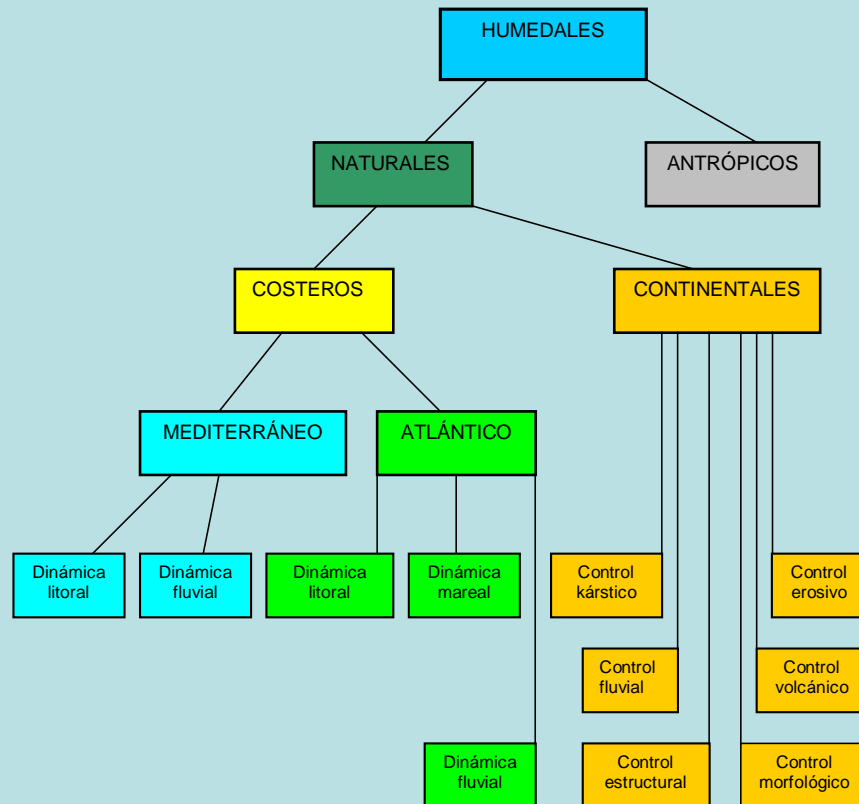 HUMEDALES
NATURALES
ANTRÓPICOS
COSTEROS
CONTINENTALES
MEDITERRÁNEO
ATLÁNTICO
Dinámica
litoral
Dinámica
fluvial
Dinámica
litoral
Dinámica
mareal
Control
kárstico
Control
erosivo
Control
fluvial
Control
volcánico
Dinámica
fluvial
Control
estructural
Control
morfológico